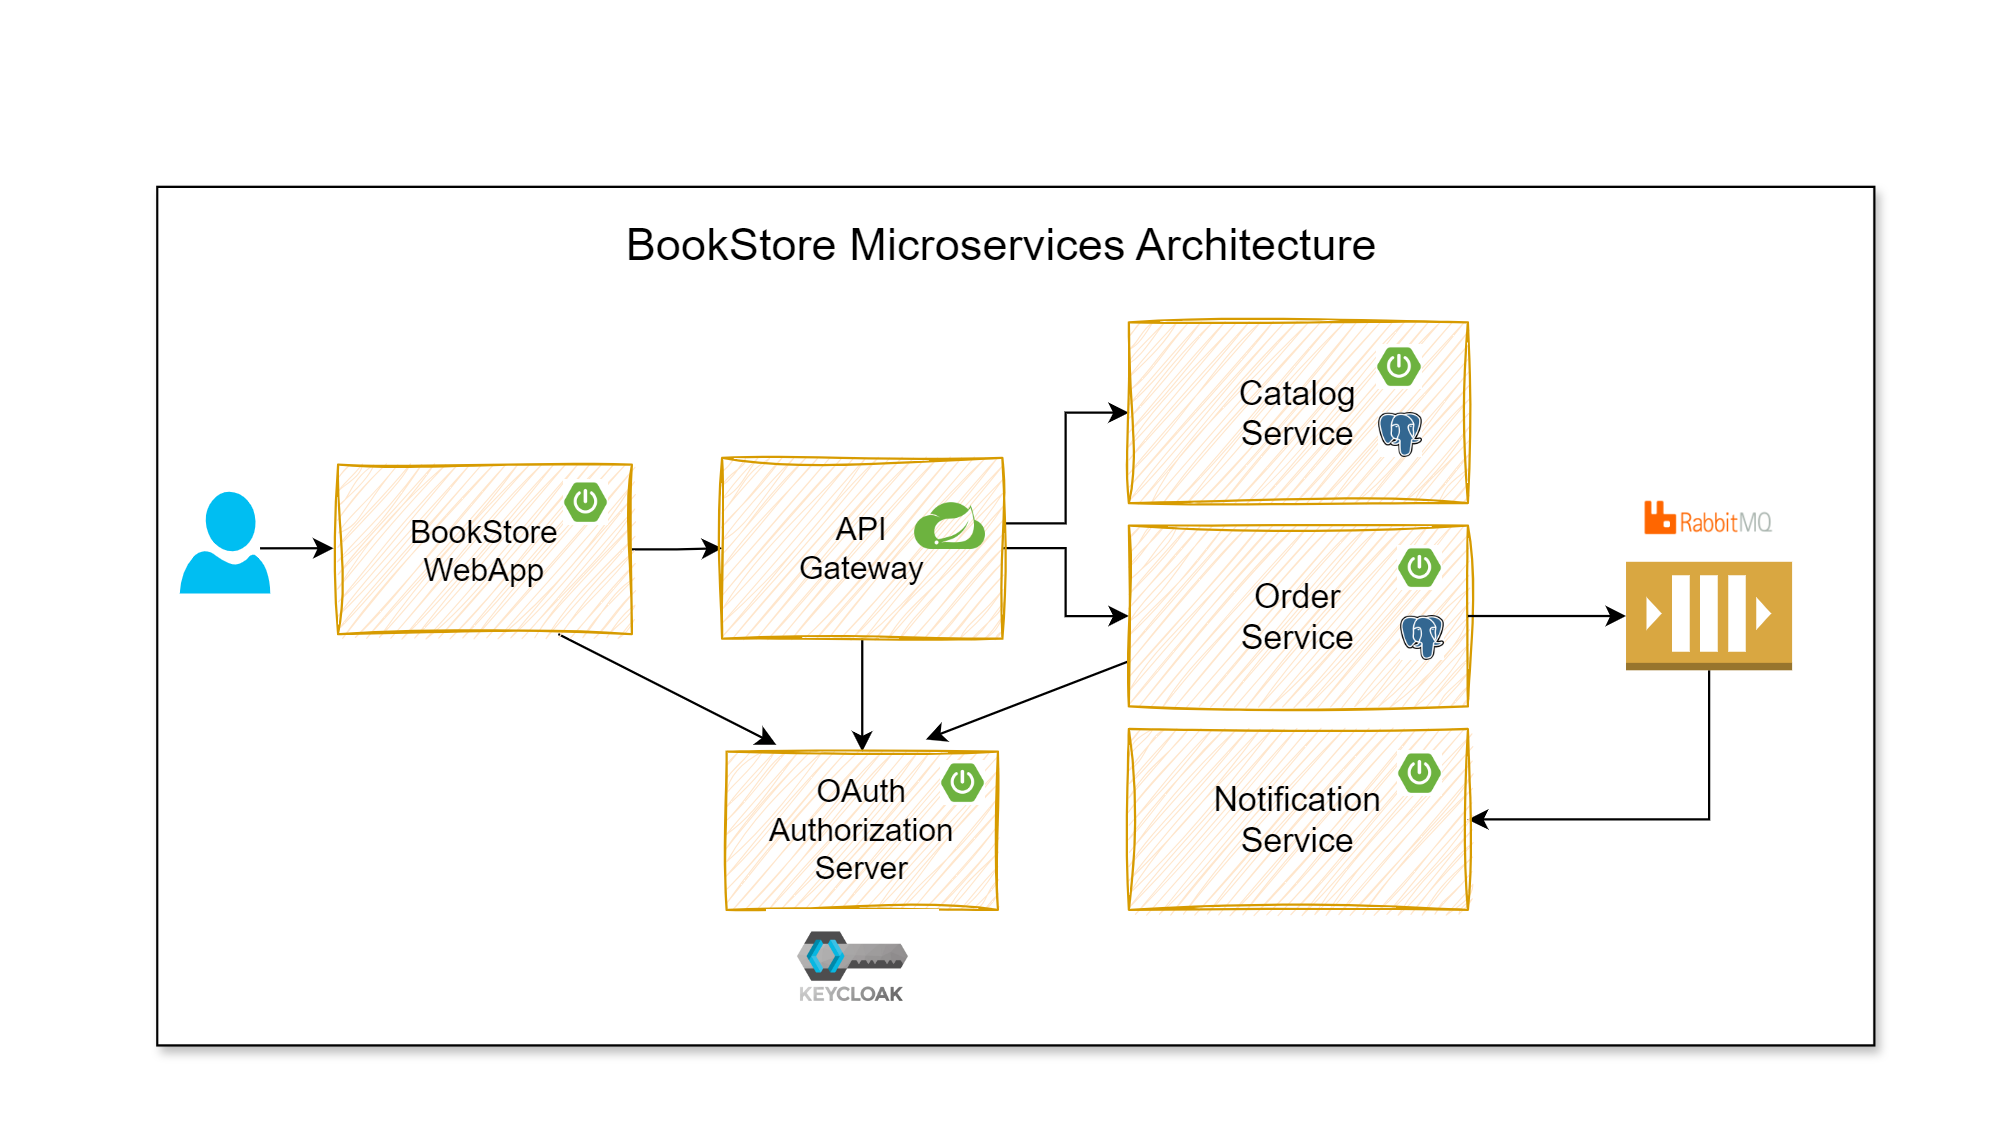 BookStore Microservices Architecture
BookStore
WebApp
API
Gateway
Catalog
Service
Order
Service
RabbitMQ
OAuth
Authorization
Server
Notification
Service
KEYCLOAK